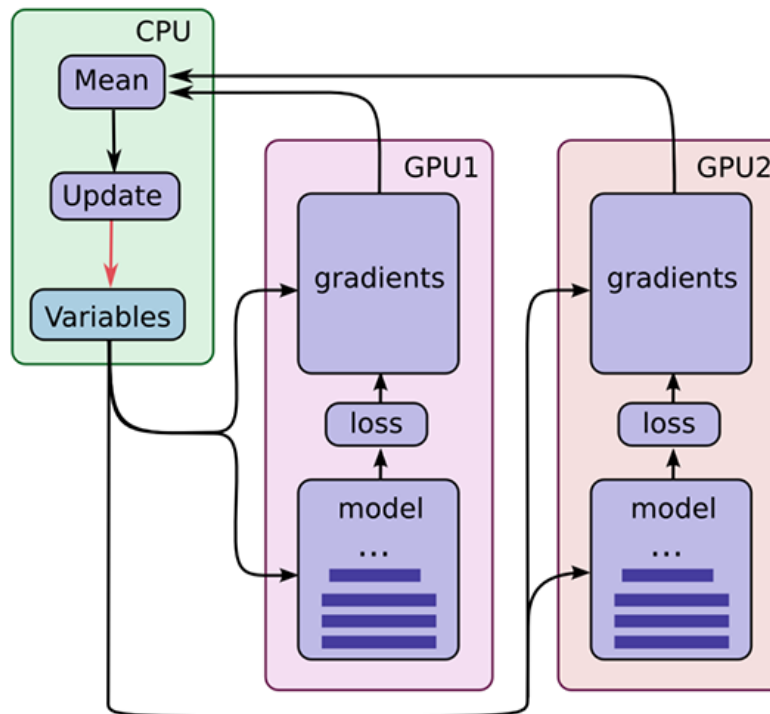 CPU
Mean
Update
Variables
GPU1
gradients
loss
model
...
GPU2
gradients
loss
model
...